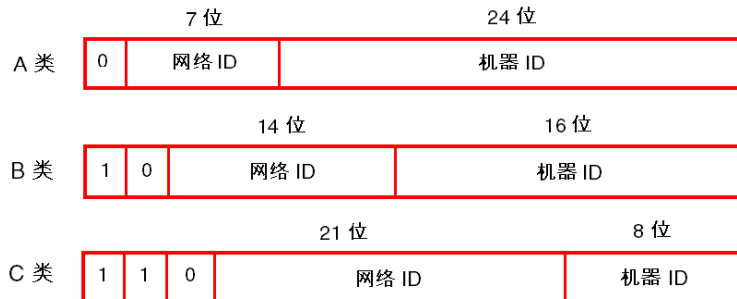 7 位 24 位
A 类 0 网络 ID 机器 ID
14 位 16 位
B 类 1 0 网络 ID 机器 ID
21 位 8 位
C 类 1 1 0 网络 ID 机器 ID